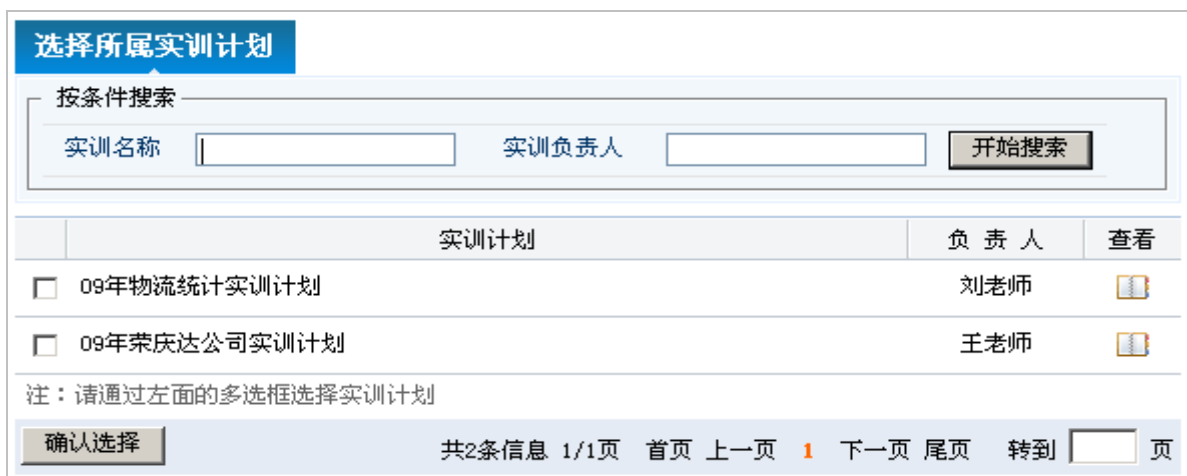 选择所属实训计划
按条件搜索
实训名称 实训负责人 开始搜索
实训计划 负责人 查看
09年物流统计实训计划 刘老师
09年荣庆达公司实训计划 王老师
注：请通过左面的多选框选择实训计划
确认选择 共2条信息 1/1页 首页 上一页 1 下一页 尾页 转到 页